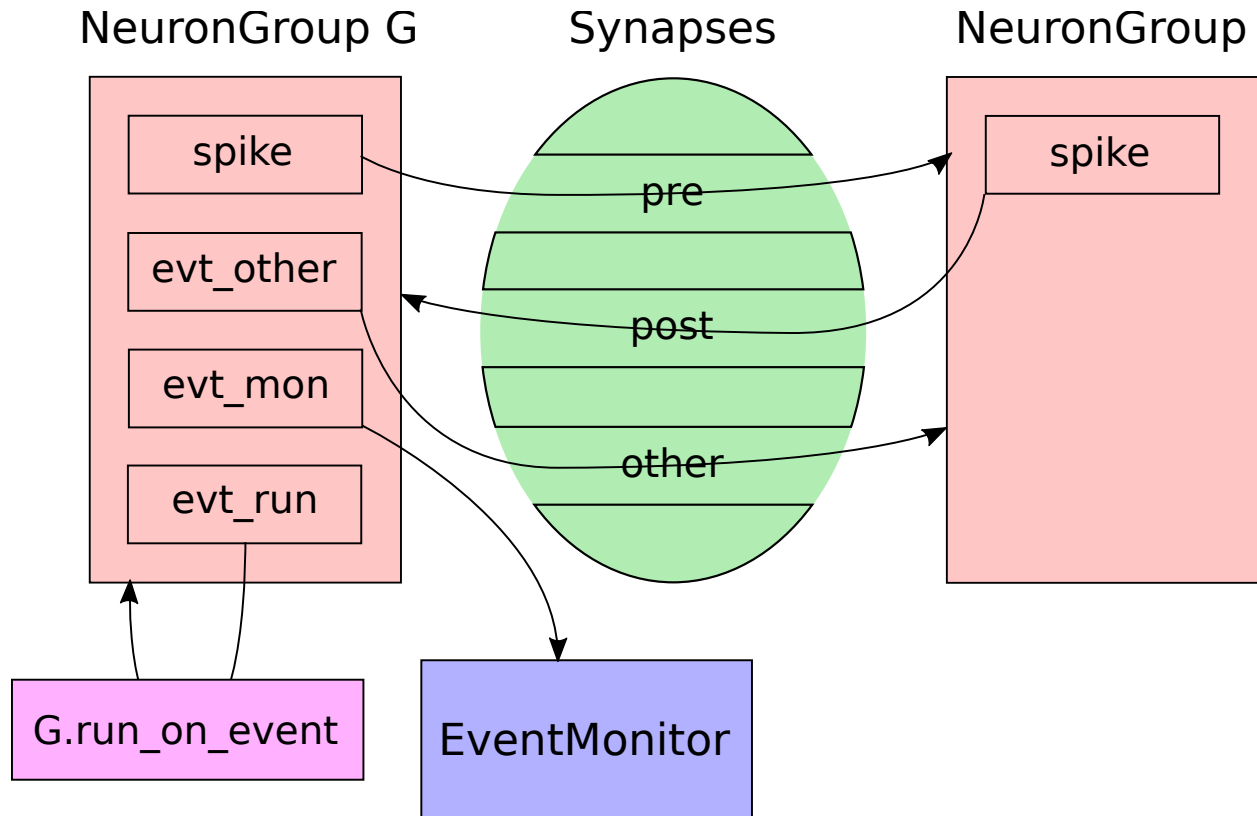 NeuronGroup G
Synapses
NeuronGroup
spike
pre
spike
evt_other
post
evt_mon
other
evt_run
G.run_on_event
EventMonitor